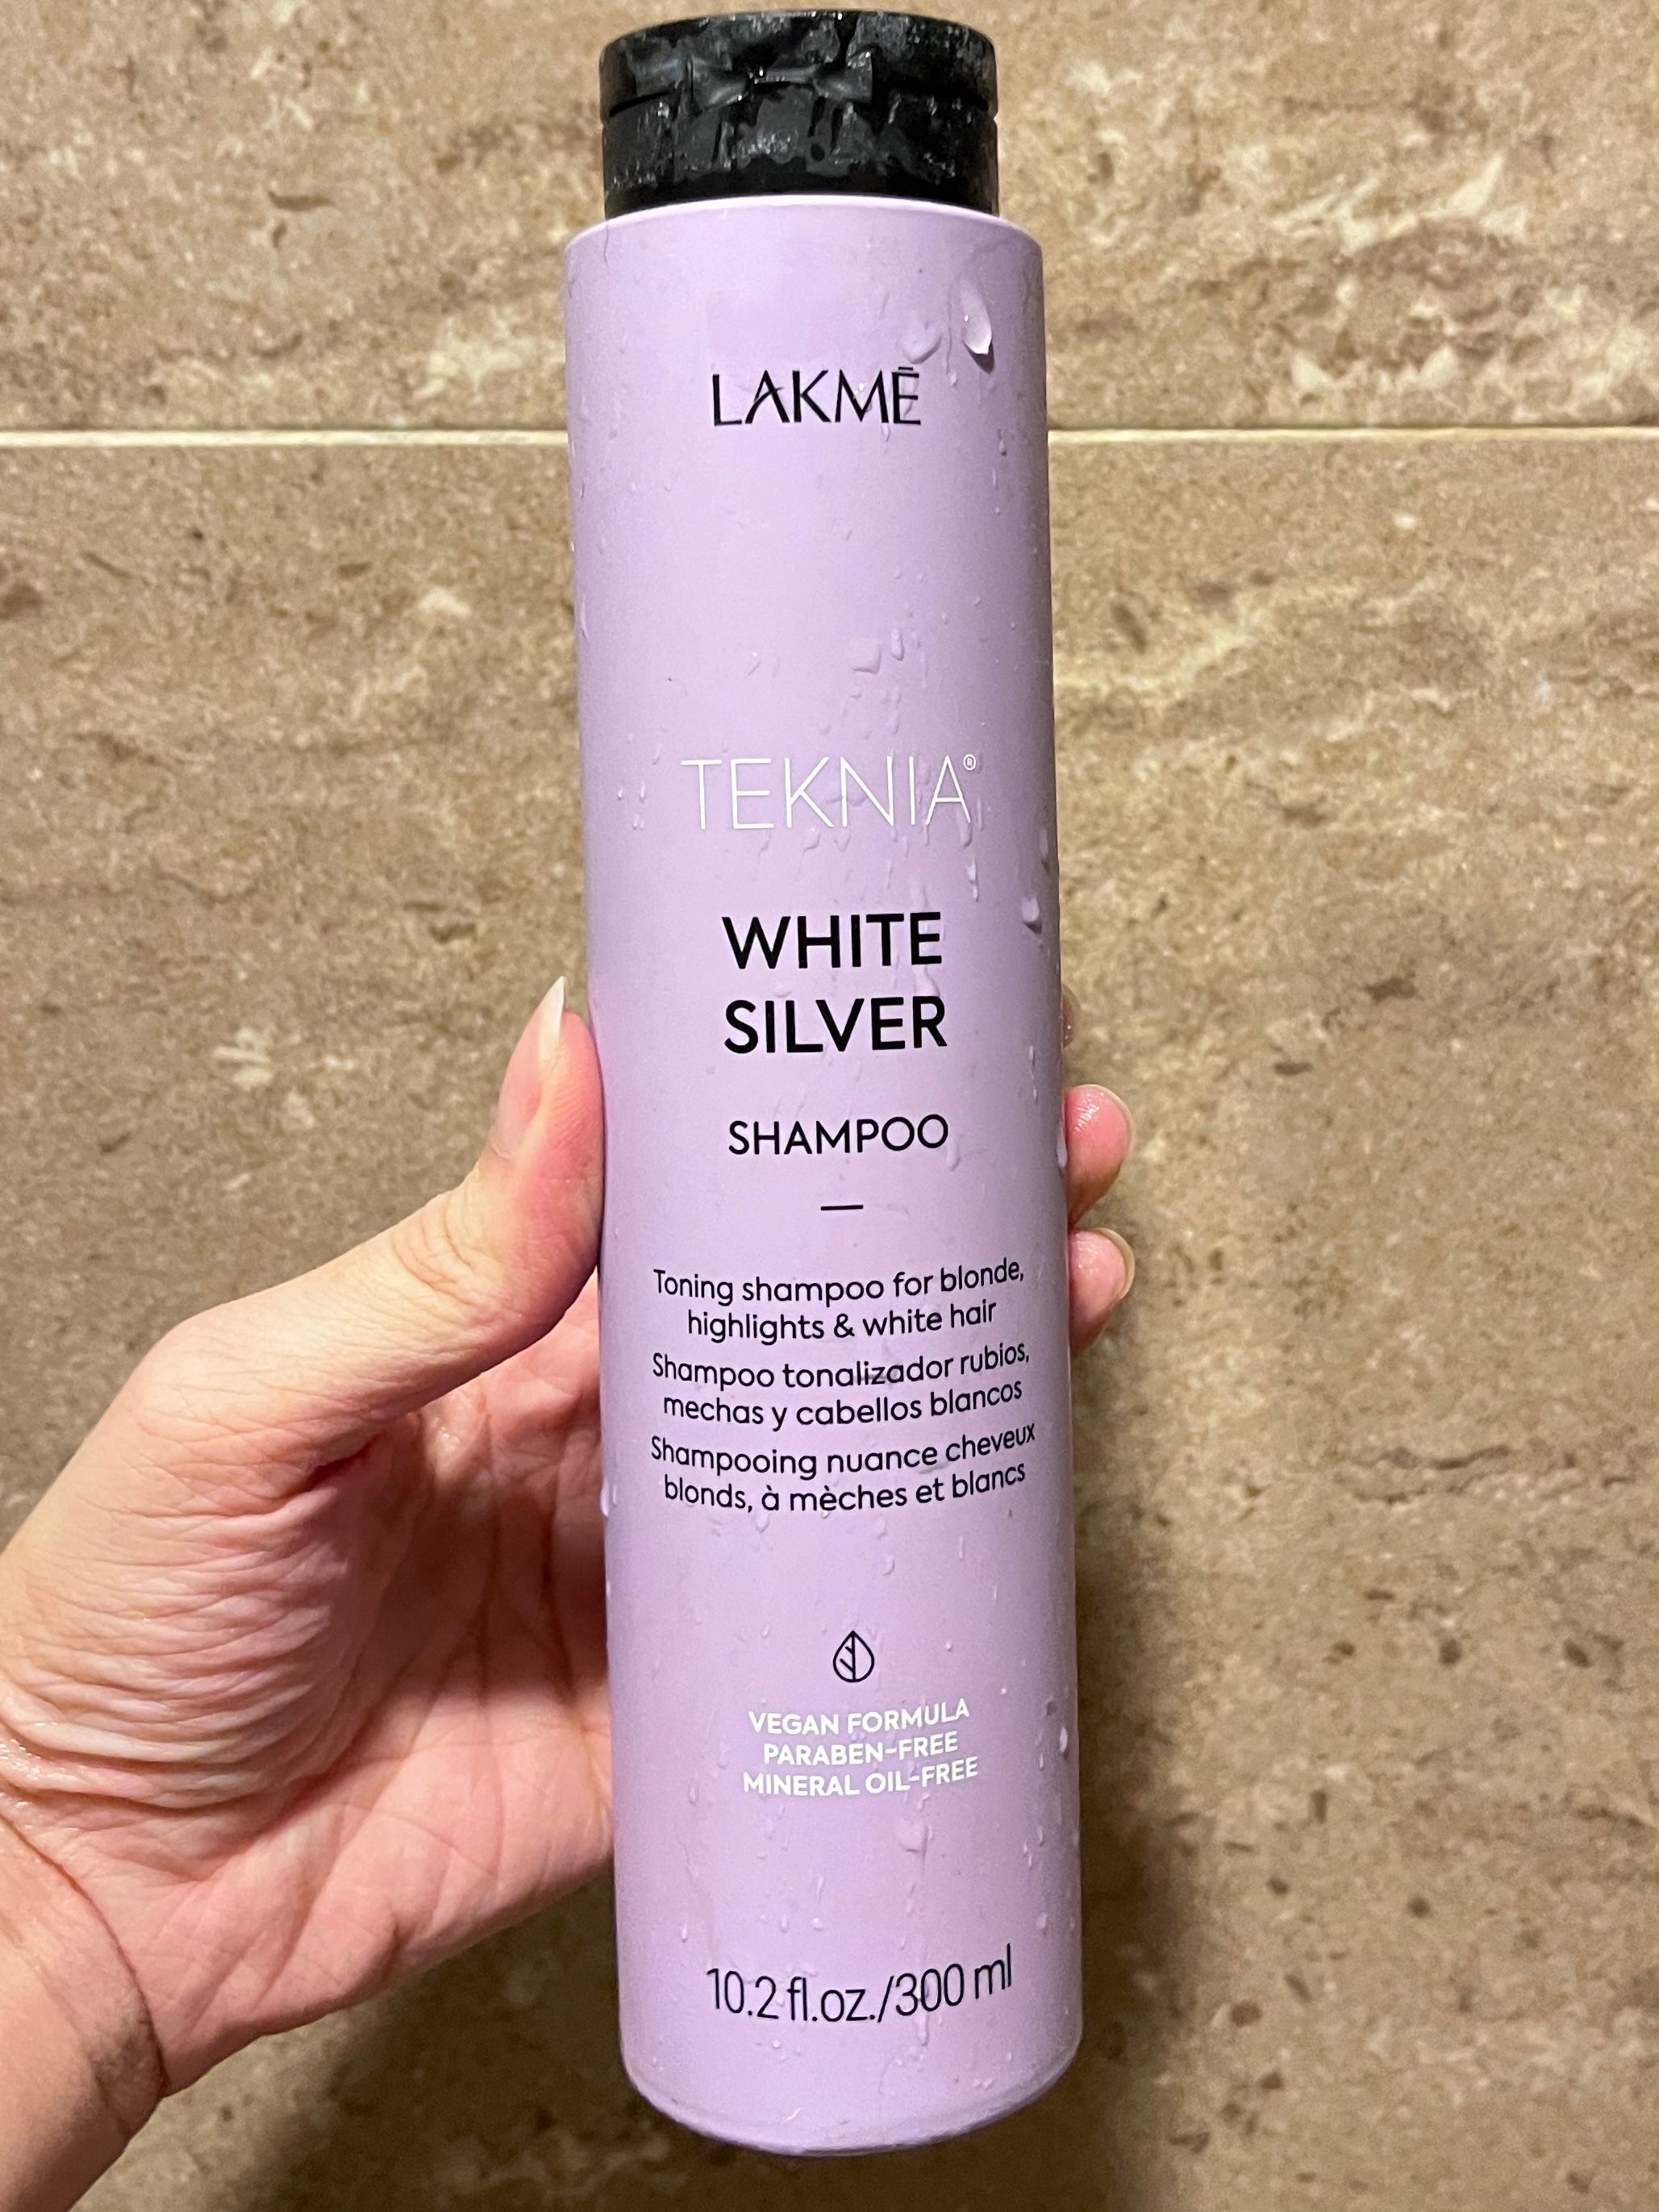 LAKMĒ
TEKNIA®
WHITE
SILVER
SHAMPOO
Toning shampoo for blonde,
highlights & white hair
Shampoo tonalizador rubios,
mechas y cabellos blancos
Shampooing nuance cheveux
blonds, à mèches et blancs
VEGAN FORMULA
PARABEN-FREE
MINERAL OIL-FREE
10.2 fl.oz./300 ml